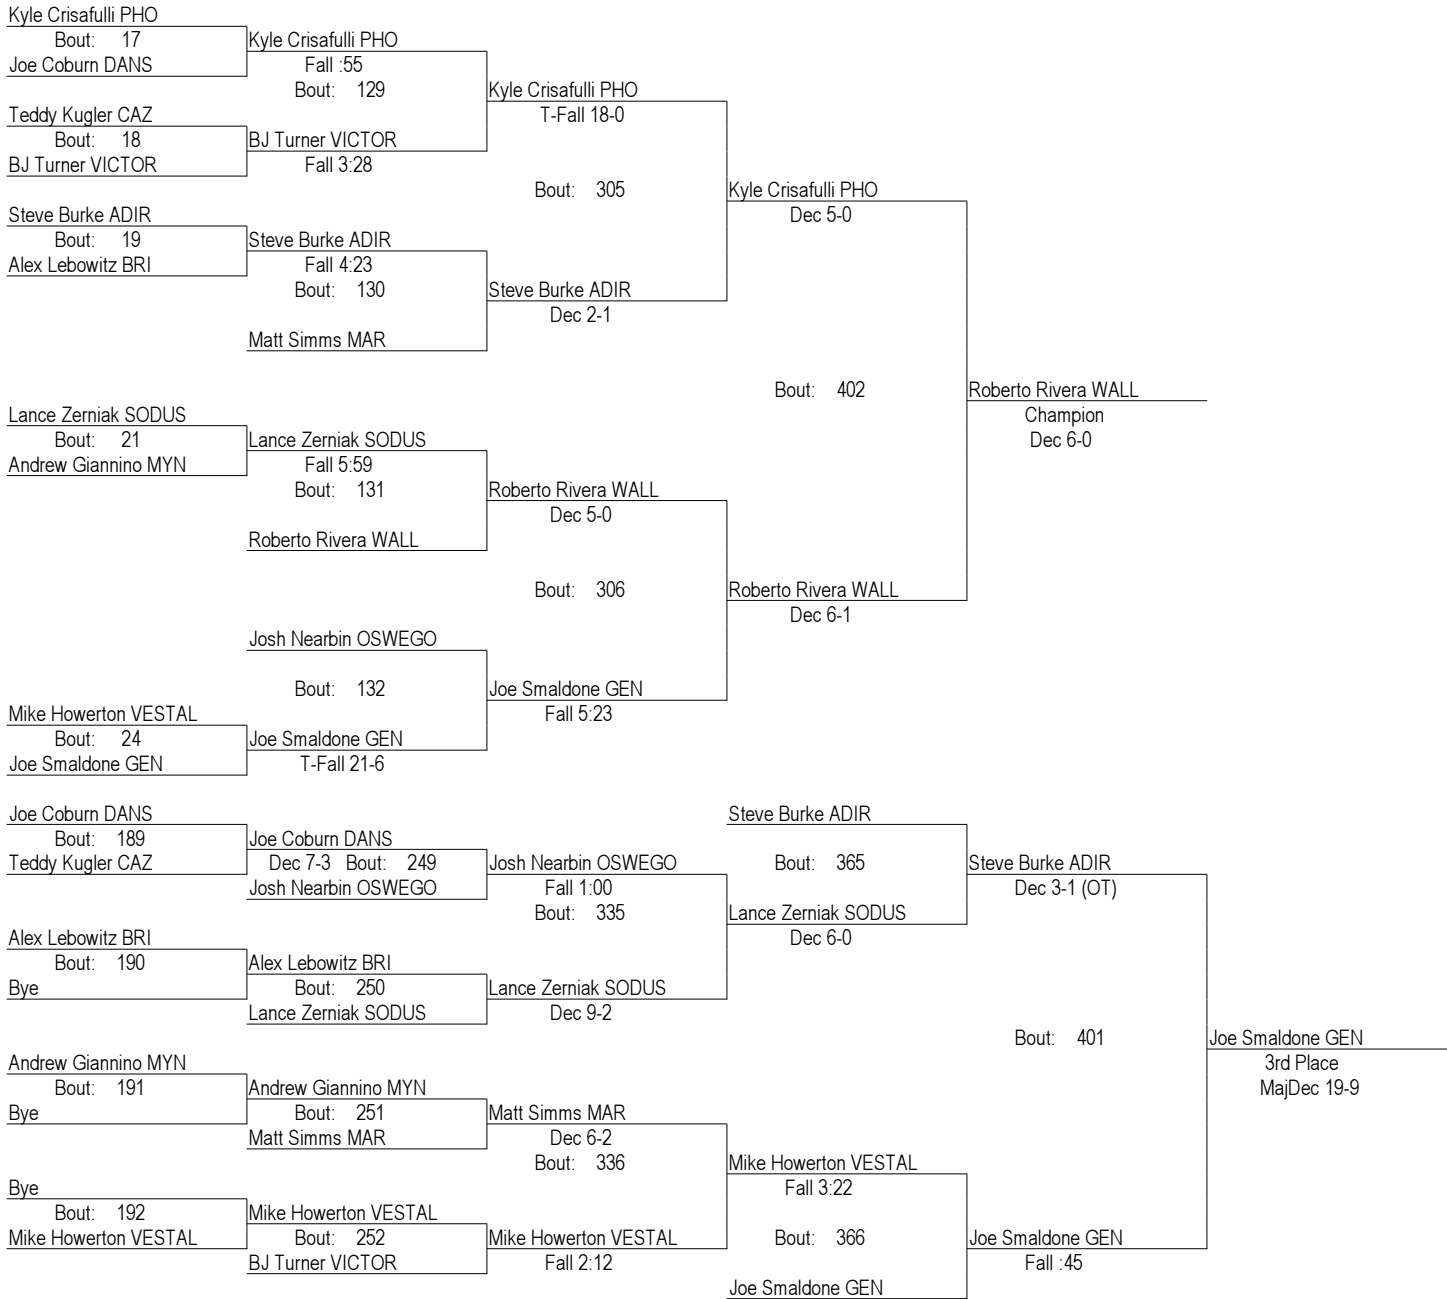 Kyle Crisafulli PHO
Bout: 17 Kyle Crisafulli PHO
Joe Coburn DANS Fall :55
Bout: 129 Kyle Crisafulli PHO
Teddy Kugler CAZ T-Fall 18-0
Bout: 18 BJ Turner VICTOR
BJ Turner VICTOR Fall 3:28
Bout: 305 Kyle Crisafulli PHO
Steve Burke ADIR Dec 5-0
Bout: 19 Steve Burke ADIR
Alex Lebowitz BRI Fall 4:23
Bout: 130 Steve Burke ADIR
Dec 2-1
Matt Simms MAR
Bout: 402 Roberto Rivera WALL
Lance Zerniak SODUS Champion
Bout: 21 Lance Zerniak SODUS Dec 6-0
Andrew Giannino MYN Fall 5:59
Bout: 131 Roberto Rivera WALL
Dec 5-0
Roberto Rivera WALL
Bout: 306 Roberto Rivera WALL
Dec 6-1
Josh Nearbin OSWEGO
Bout: 132 Joe Smaldone GEN
Mike Howerton VESTAL Fall 5:23
Bout: 24 Joe Smaldone GEN
Joe Smaldone GEN T-Fall 21-6
Joe Coburn DANS Steve Burke ADIR
Bout: 189 Joe Coburn DANS
Teddy Kugler CAZ Dec 7-3 Bout: 249 Josh Nearbin OSWEGO Bout: 365 Steve Burke ADIR
Josh Nearbin OSWEGO Fall 1:00 Dec 3-1 (OT)
Bout: 335 Lance Zerniak SODUS
Alex Lebowitz BRI Dec 6-0
Bout: 190 Alex Lebowitz BRI
Bye Bout: 250 Lance Zerniak SODUS
Lance Zerniak SODUS Dec 9-2
Bout: 401 Joe Smaldone GEN
Andrew Giannino MYN 3rd Place
Bout: 191 Andrew Giannino MYN MajDec 19-9
Bye Bout: 251 Matt Simms MAR
Matt Simms MAR Dec 6-2
Bout: 336 Mike Howerton VESTAL
Bye Fall 3:22
Bout: 192 Mike Howerton VESTAL
Mike Howerton VESTAL Bout: 252 Mike Howerton VESTAL Bout: 366 Joe Smaldone GEN
BJ Turner VICTOR Fall 2:12 Fall :45
Joe Smaldone GEN